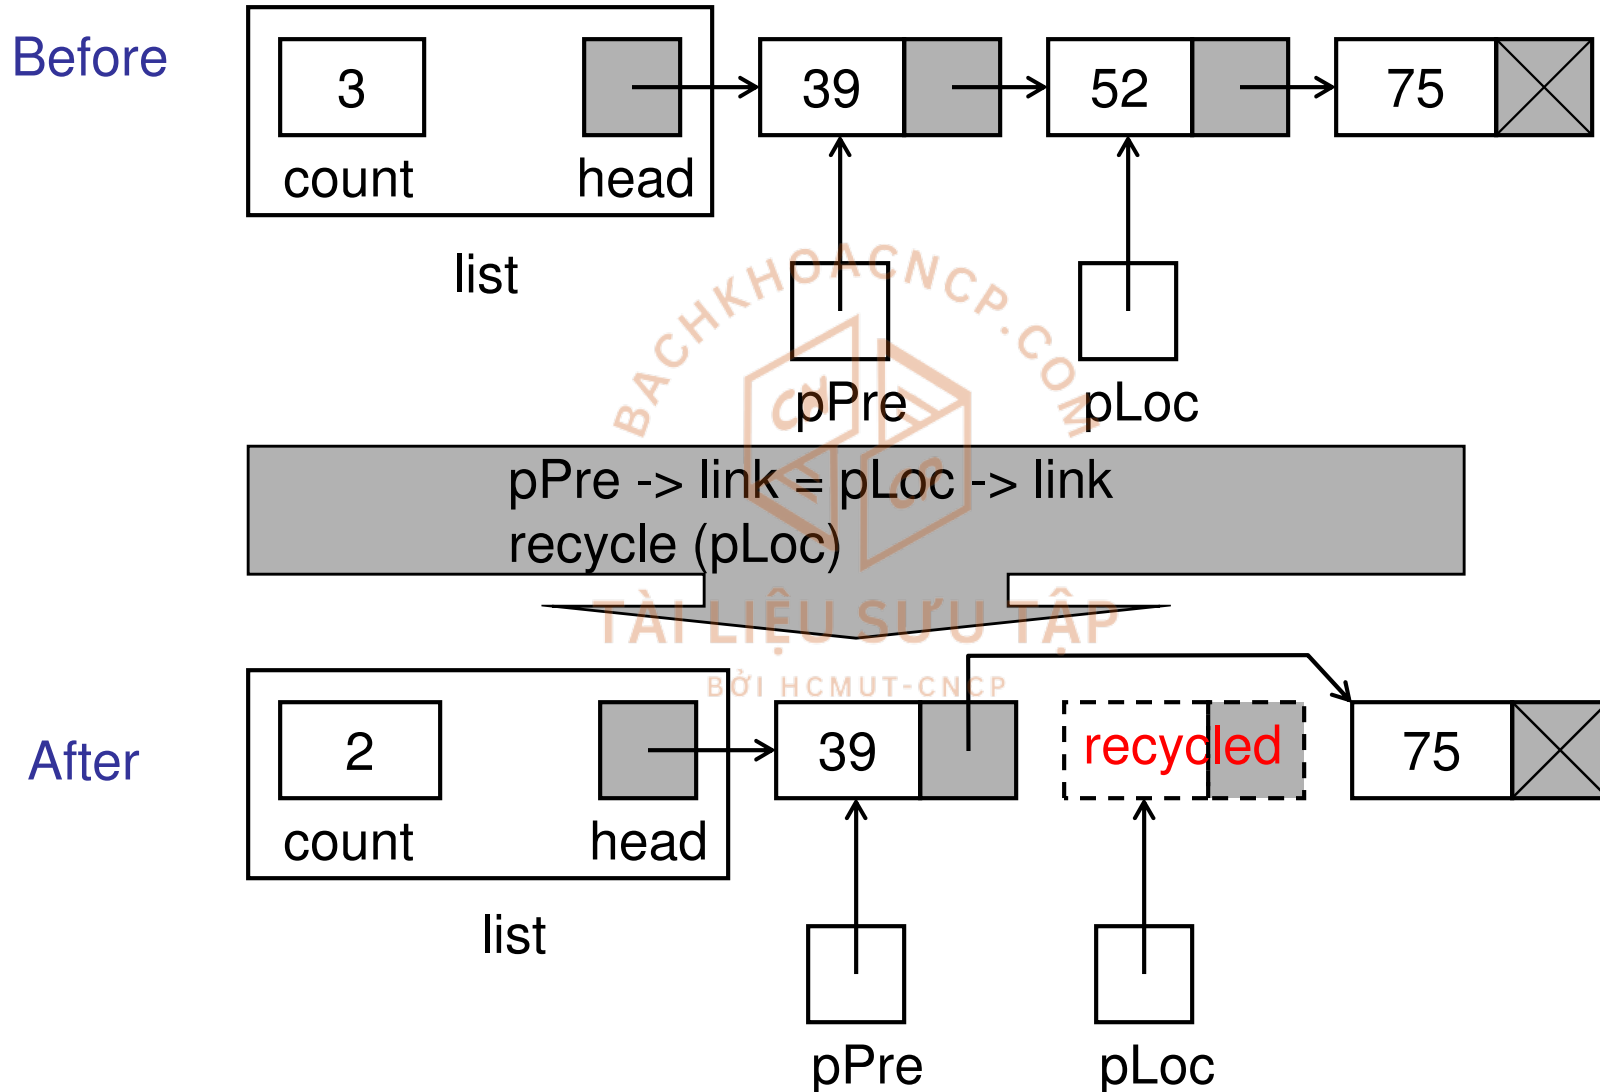 Before
3
39
52
75
count
head
list
BACHKHOACNCP.COM
pPre
pLoc
pPre -> link = pLoc -> link
recycle (pLoc)
TÀI LIỆU SƯU TẬP
BỞI HCMUT-CNCP
After
2
39
recycled
75
count
head
list
pPre
pLoc